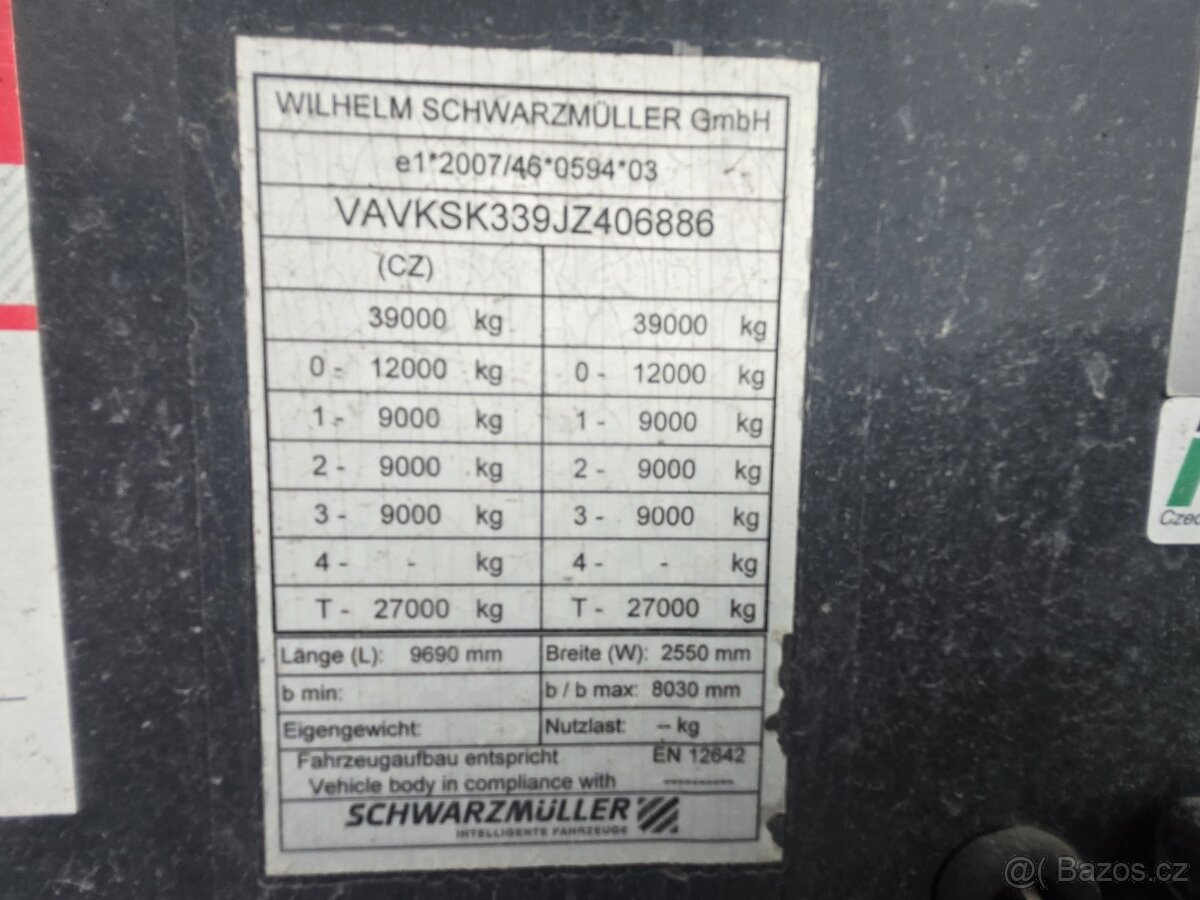 WILHELM SCHWARZMÜLLER GmbH
e1*2007/46*0594*03
VAVKSK339JZ406886
(CZ)
39000 kg 39000 kg
0- 12000 kg 0- 12000 kg
1- 9000 kg 1- 9000 kg
2- 9000 kg 2- 9000 kg
3- 9000 kg 3- 9000 kg
4- - kg 4- - kg
T- 27000 kg T- 27000 kg
Länge (L): 9690 mm Breite (W): 2550 mm
b min: b / b max: 8030 mm
Eigengewicht: Nutzlast: -- kg
Fahrzeugaufbau entspricht EN 12642
Vehicle body in compliance with ----------
SCHWARZMÜLLER
INTELLIGENTE FAHRZEUGE
@( Bazos.cz